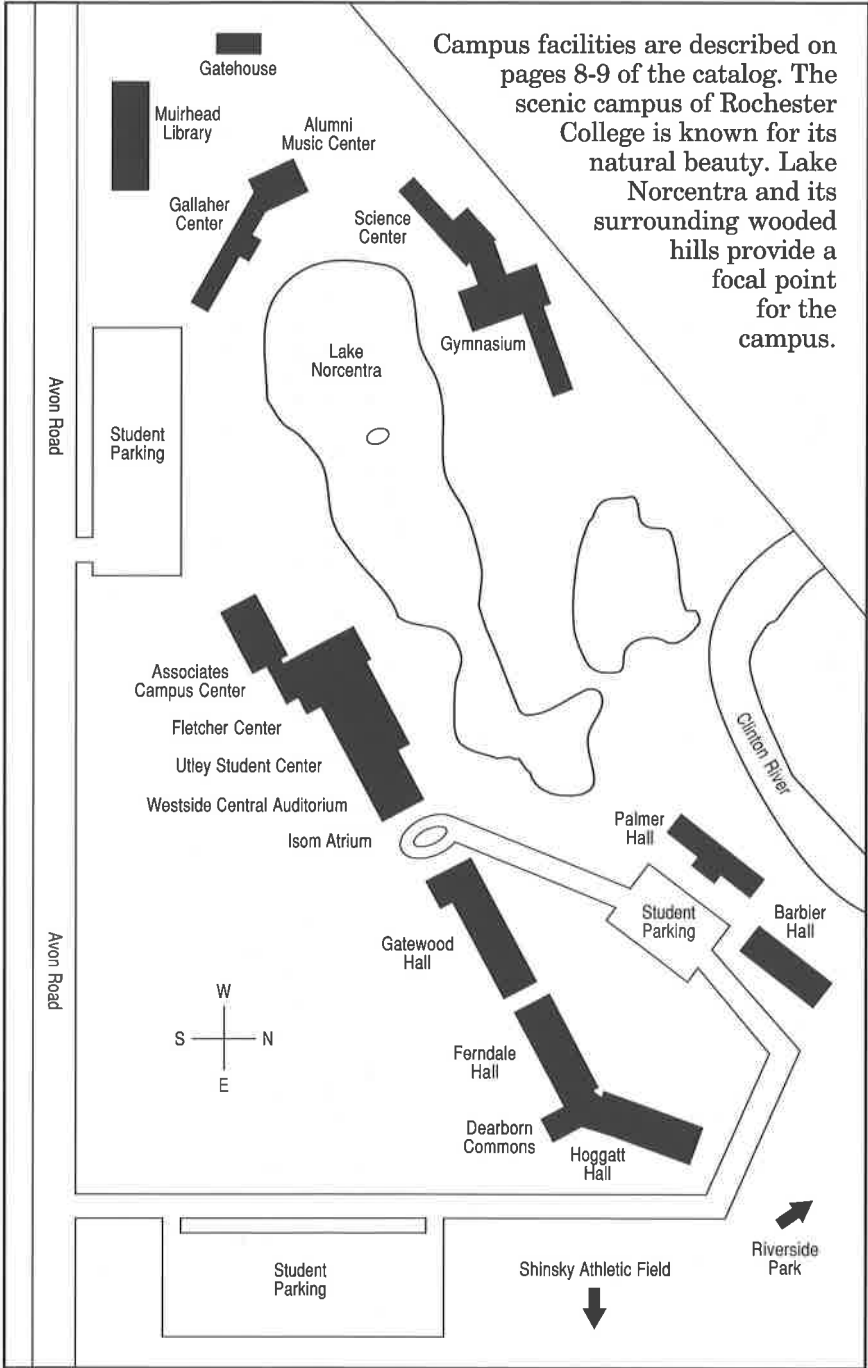 Campus facilities are described on
pages 8-9 of the catalog. The
scenic campus of Rochester
College is known for its
natural beauty. Lake
Norcentra and its
surrounding wooded
hills provide a
focal point
for the
campus.
Gatehouse
Muirhead
Library
Alumni
Music Center
Gallaher
Center
Science
Center
Gymnasium
Lake
Norcentra
Avon Road
Student
Parking
Associates
Campus Center
Fletcher Center
Utley Student Center
Westside Central Auditorium
Isom Atrium
Clinton River
Palmer
Hall
Barbier
Hall
Student
Parking
Gatewood
Hall
Avon Road
W
S N
E
Ferndale
Hall
Dearborn
Commons
Hoggatt
Hall
Student
Parking
Shinsky Athletic Field
Riverside
Park